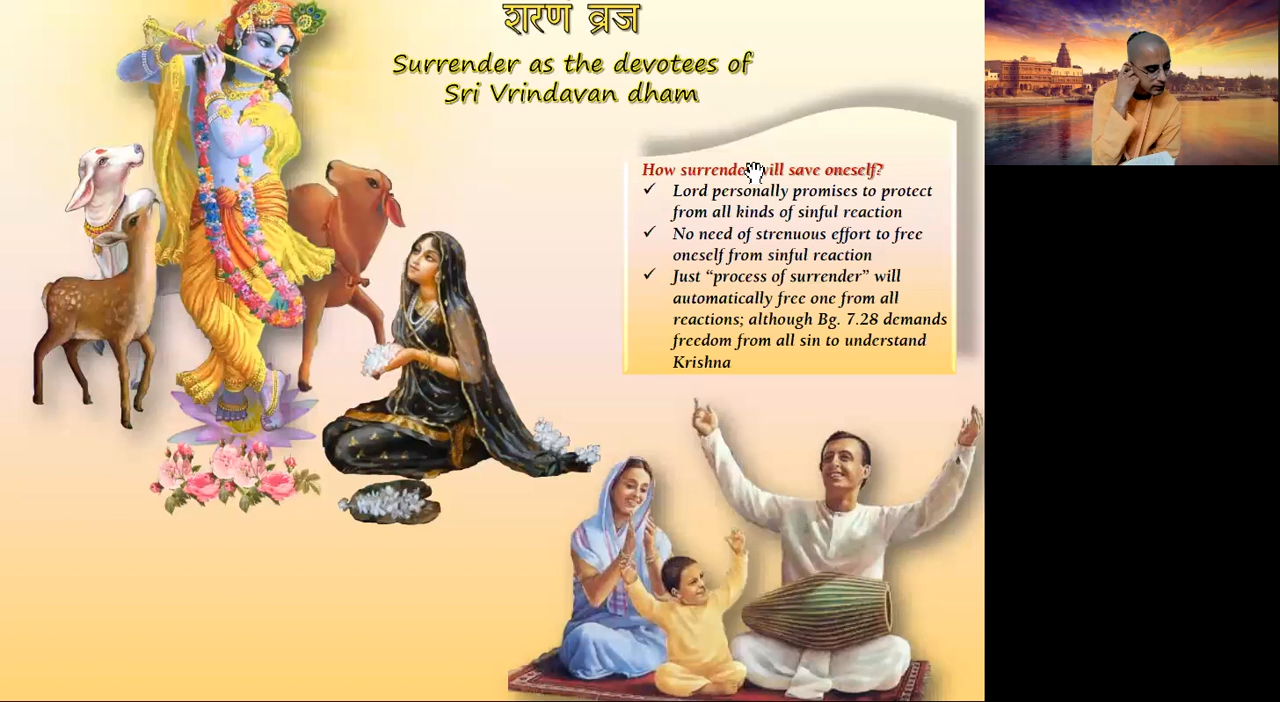 शरण व्रज
Surrender as the devotees of
Sri Vrindavan dham
How surrender will save oneself?
✓ Lord personally promises to protect
from all kinds of sinful reaction
✓ No need of strenuous effort to free
oneself from sinful reaction
✓ Just “process of surrender” will
automatically free one from all
reactions; although Bg. 7.28 demands
freedom from all sin to understand
Krishna